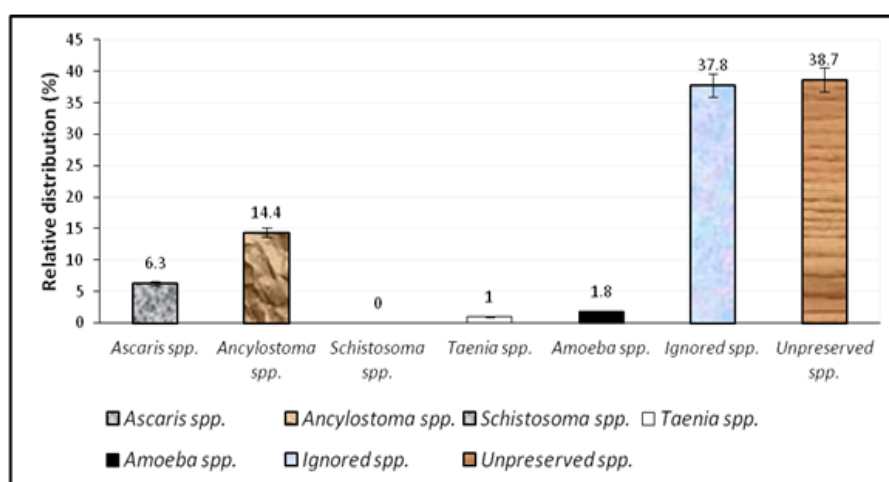 45
40
35
30
25
20
15
10
5
0
Relative distribution (%)
6.3
14.4
0
1
1.8
37.8
38.7
Ascaris spp.
Ancylostoma
spp.
Schistosoma
spp.
Taenia spp.
Amoeba spp.
Ignored spp.
Unpreserved
spp.
Ascaris spp. Ancylostoma spp. Schistosoma spp. Taenia spp.
Amoeba spp. Ignored spp. Unpreserved spp.